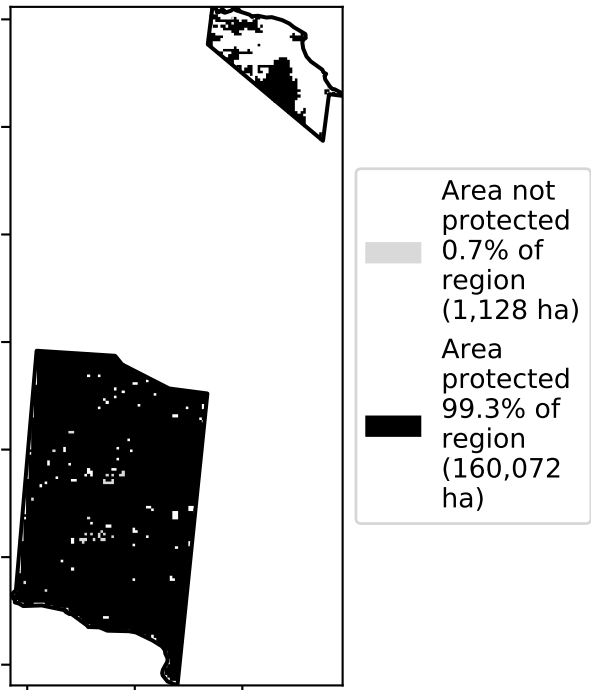 Area not
protected
0.7% of
region
(1,128 ha)
Area
protected
99.3% of
region
(160,072
ha)